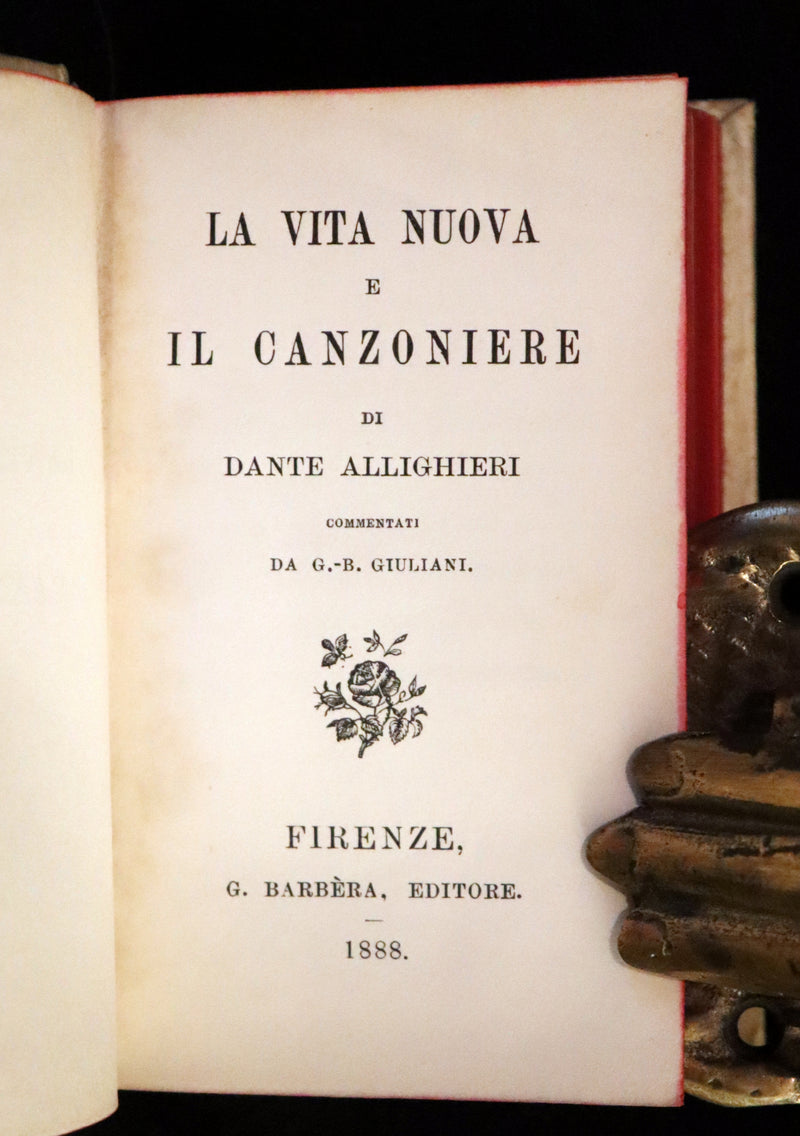 LA VITA NUOVA
E
IL CANZONIERE
DI
DANTE ALLIGHIERI
COMMENTATI
DA G.-B. GIULIANI.
FIRENZE,
G. BARBÈRA, EDITORE.
1888.